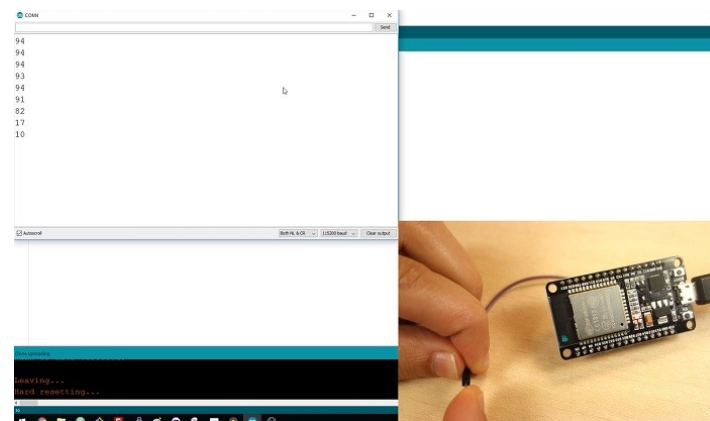 COM4
Send
94
94
94
93
94
91
82
17
10
Autoscroll
Both NL & CR
115200 baud
Clear output
Done uploading.
Leaving...
Hard resetting...